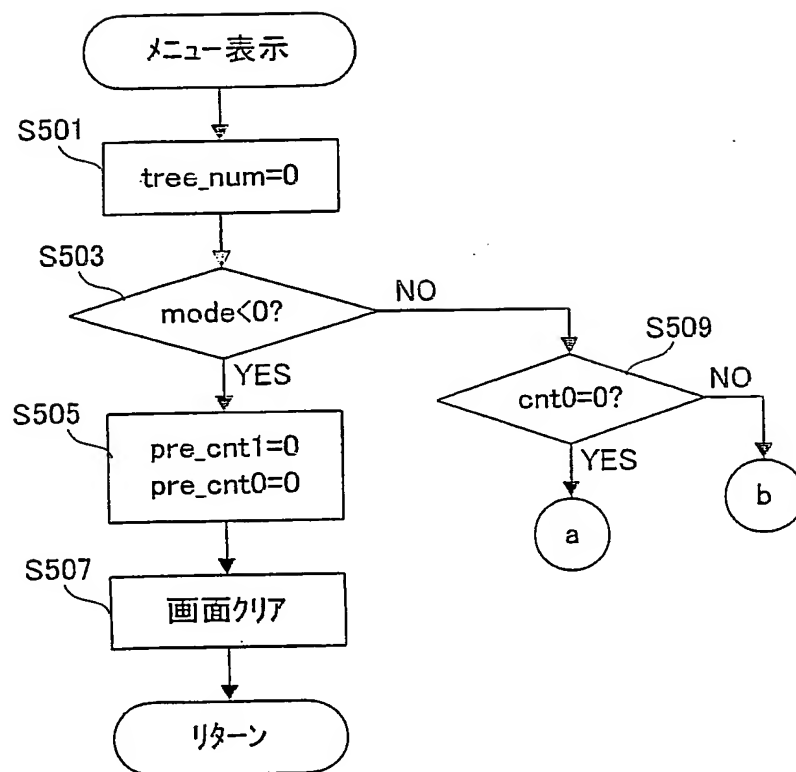 メニュー表示
S501
tree_num=0
S503
mode<0?
NO
YES
S509
cnt0=0?
NO
YES
S505
pre_cnt1=0
pre_cnt0=0
a
b
S507
画面クリア
リターン